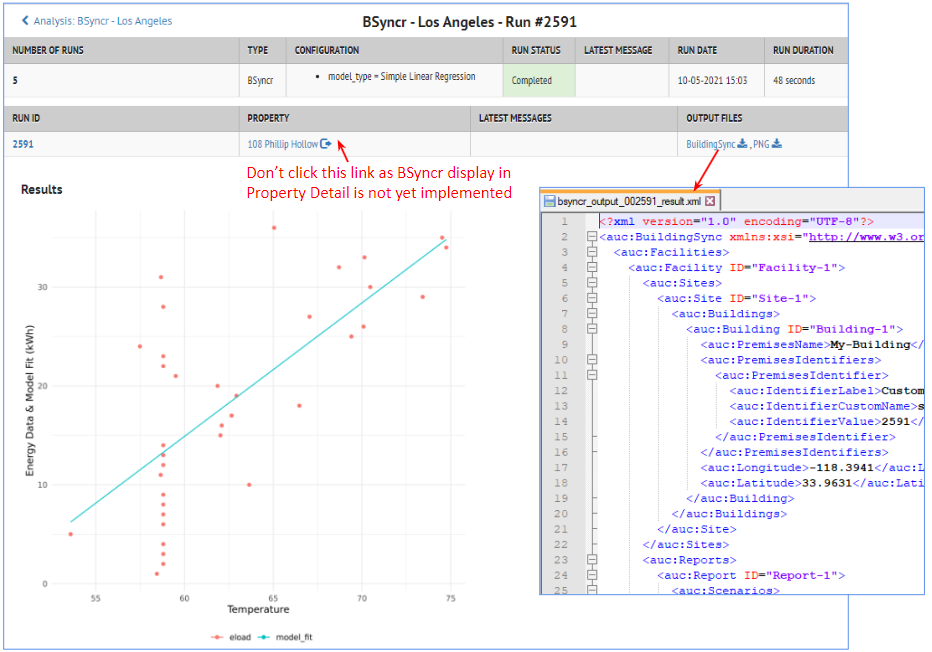 Analysis: BSyncr - Los Angeles
BSyncr - Los Angeles - Run #2591
NUMBER OF RUNS TYPE CONFIGURATION RUN STATUS LATEST MESSAGE RUN DATE RUN DURATION
5 BSyncr • model_type = Simple Linear Regression Completed 10-05-2021 15:03 48 seconds
RUN ID PROPERTY LATEST MESSAGES OUTPUT FILES
2591 108 Phillip Hollow BuildingSync , PNG
Don't click this link as BSyncr display in
Property Detail is not yet implemented
Results
Energy Data & Model Fit (kWh)
30
20
10
0
55 60 65 70 75
Temperature
eload model_fit
bsyncr_output_002591_result.xml
1 <?xml version="1.0" encoding="UTF-8"?>
2 <auc:BuildingSync xmlns:xsi="http://www.w3.or
3 <auc:Facilities>
4 <auc:Facility ID="Facility-1">
5 <auc:Sites>
6 <auc:Site ID="Site-1">
7 <auc:Buildings>
8 <auc:Building ID="Building-1">
9 <auc:PremisesName>My-Building</
10 <auc:PremisesIdentifiers>
11 <auc:PremisesIdentifier>
12 <auc:IdentifierLabel>Custom
13 <auc:IdentifierCustomName>s
14 <auc:IdentifierValue>2591</
15 </auc:PremisesIdentifier>
16 </auc:PremisesIdentifiers>
17 <auc:Longitude>-118.3941</auc:L
18 <auc:Latitude>33.9631</auc:Lati
19 </auc:Building>
20 </auc:Buildings>
21 </auc:Site>
22 </auc:Sites>
23 <auc:Reports>
24 <auc:Report ID="Report-1">
25 <auc:Scenarios>